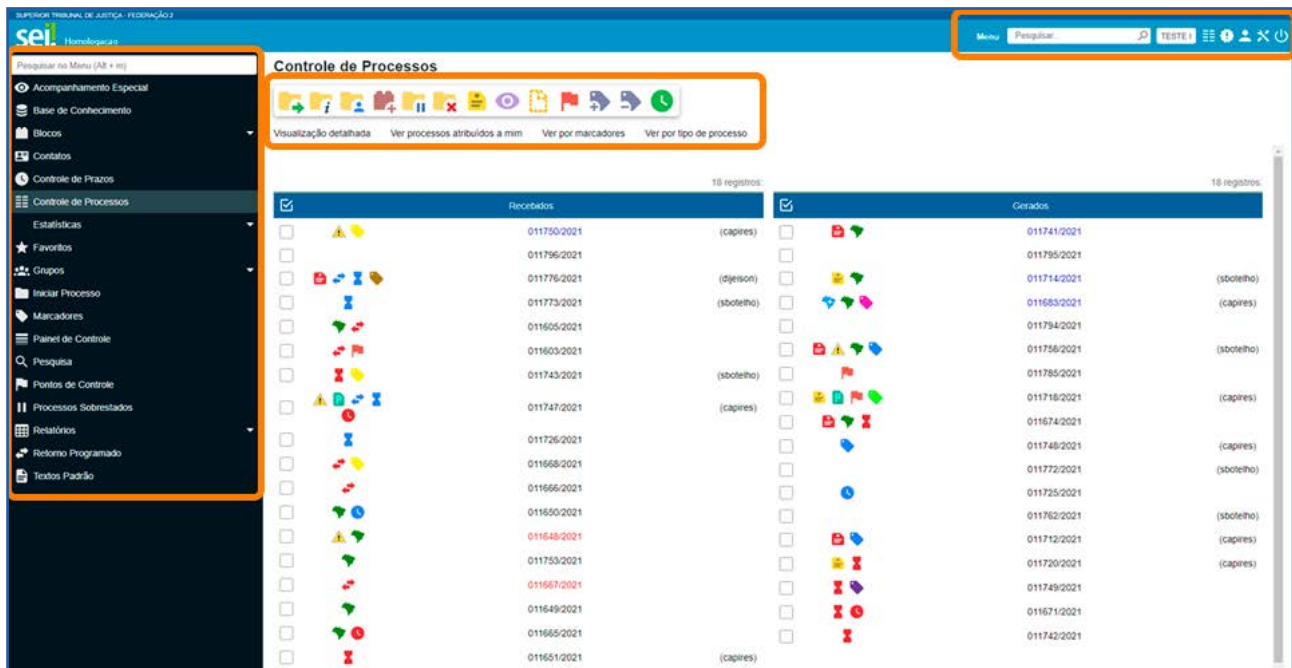 SUPERIOR TRIBUNAL DE JUSTIÇA - FEDERAÇÃO 2
sei! Homologacao
Menu Pesquisar... TESTE
Pesquisar no Menu (Alt + m)
Acompanhamento Especial
Base de Conhecimento
Blocos
Contatos
Controle de Prazos
Controle de Processos
Estatísticas
Favoritos
Grupos
Iniciar Processo
Marcadores
Painel de Controle
Pesquisa
Pontos de Controle
Processos Sobrestados
Relatórios
Retorno Programado
Textos Padrão
Controle de Processos
Visualização detalhada Ver processos atribuídos a mim Ver por marcadores Ver por tipo de processo
18 registros:
Recebidos
011750/2021 (capires)
011796/2021
011776/2021 (dijeison)
011773/2021 (sbotelho)
011605/2021
011603/2021
011743/2021 (sbotelho)
011747/2021 (capires)
011726/2021
011668/2021
011666/2021
011650/2021
011648/2021
011753/2021
011667/2021
011649/2021
011665/2021
011651/2021 (capires)
18 registros:
Gerados
011741/2021
011795/2021
011714/2021 (sbotelho)
011683/2021 (capires)
011794/2021
011756/2021 (sbotelho)
011785/2021
011718/2021 (capires)
011674/2021
011748/2021 (capires)
011772/2021 (sbotelho)
011725/2021
011762/2021 (sbotelho)
011712/2021 (capires)
011720/2021 (capires)
011749/2021
011671/2021
011742/2021